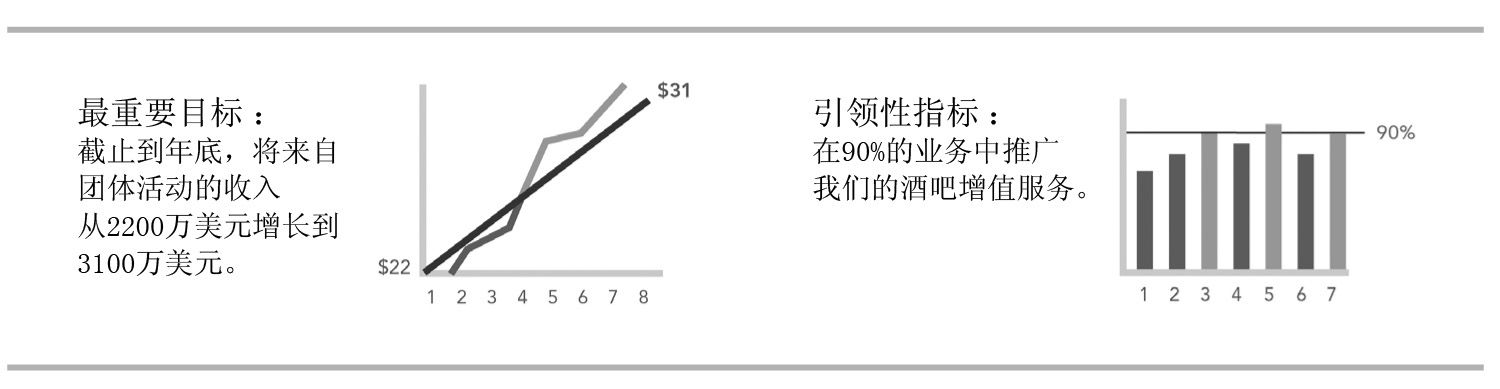 最重要目标：
截止到年底，将来自
团体活动的收入
从2200万美元增长到
3100万美元。
$31
$22
1 2 3 4 5 6 7 8
引领性指标：
在90%的业务中推广
我们的酒吧增值服务。
90%
1 2 3 4 5 6 7